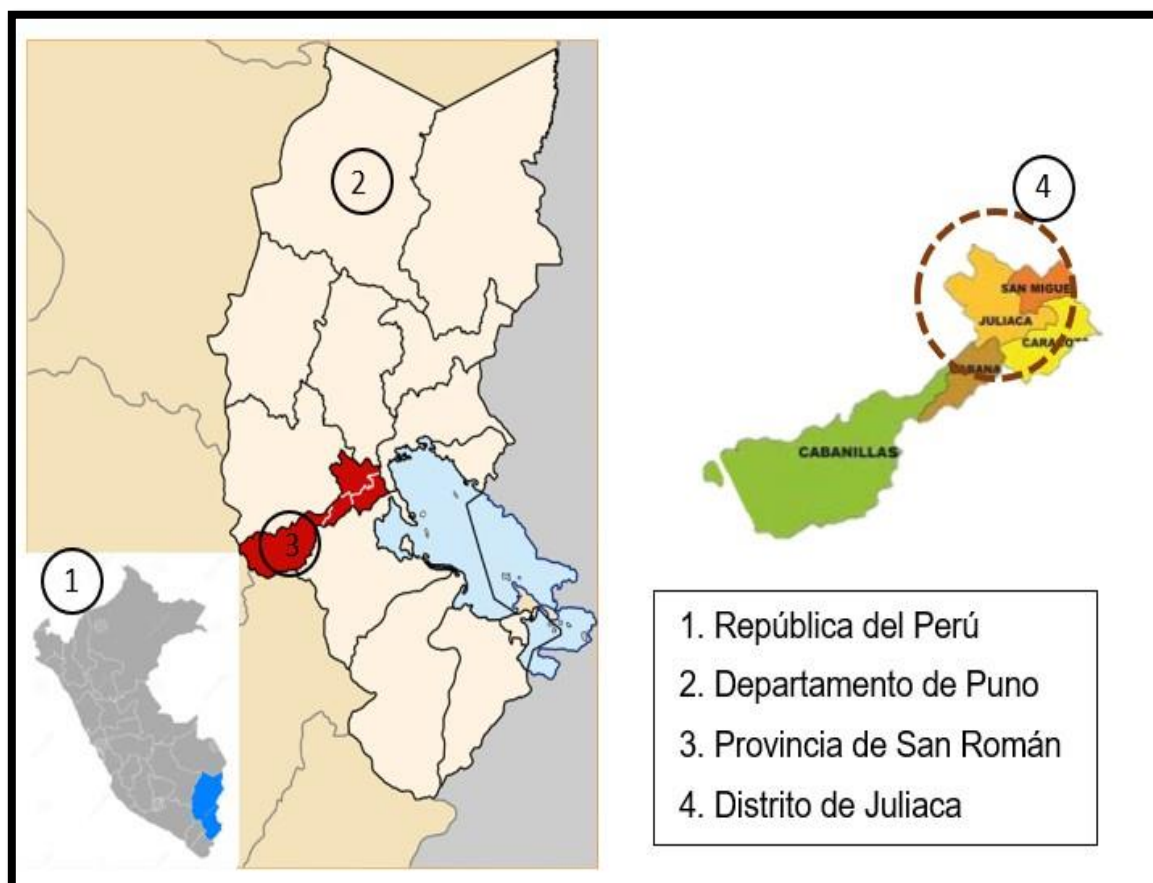 1
2
3
4
SAN MIGUE
JULIACA
CABANILLAS
1. República del Perú
2. Departamento de Puno
3. Provincia de San Román
4. Distrito de Juliaca